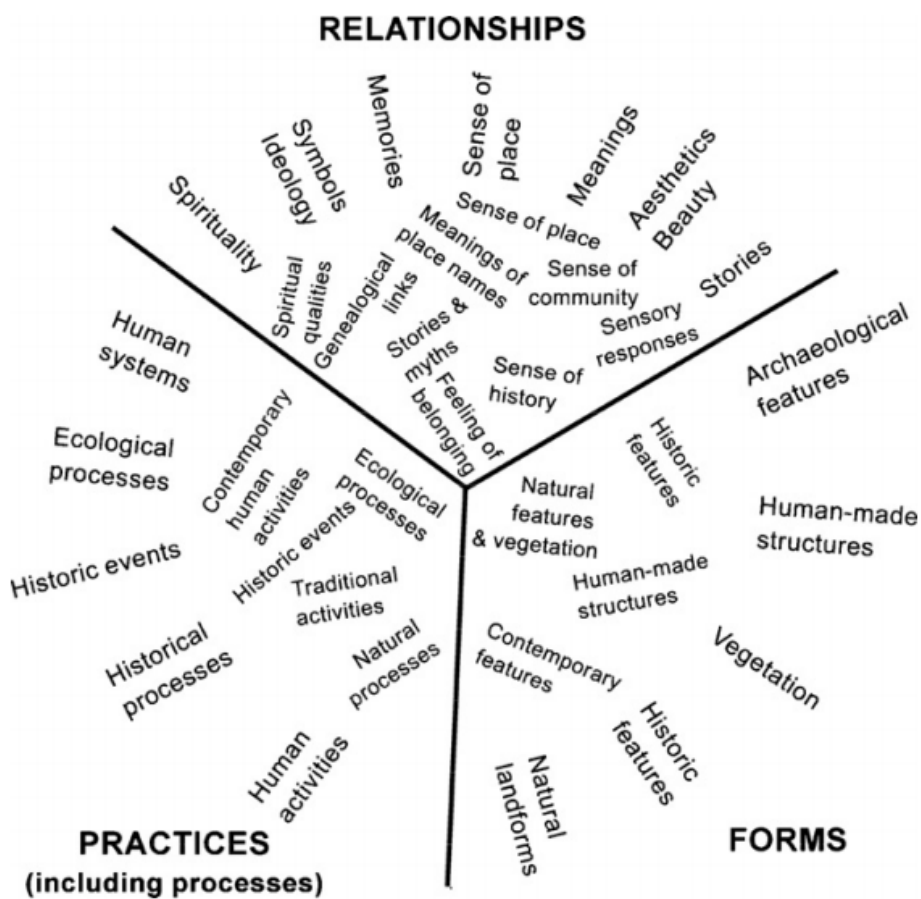 RELATIONSHIPS
Spirituality
Symbols
Ideology
Memories
Sense of
place
Meanings
Aesthetics
Beauty
Stories
Spiritual
qualities
Genealogical
links
Meanings of
place names
Sense of place
Sense of
community
Sensory
responses
Stories &
myths
Sense of
history
Feeling of
belonging
Human
systems
Ecological
processes
Historic events
Historical
processes
Human
activities
Contemporary
human
activities
Ecological
processes
Historic events
Traditional
activities
Natural
processes
PRACTICES
(including processes)
Archaeological
features
Historic
features
Natural
features
& vegetation
Human-made
structures
Human-made
structures
Contemporary
features
Vegetation
Historic
features
Natural
landforms
FORMS